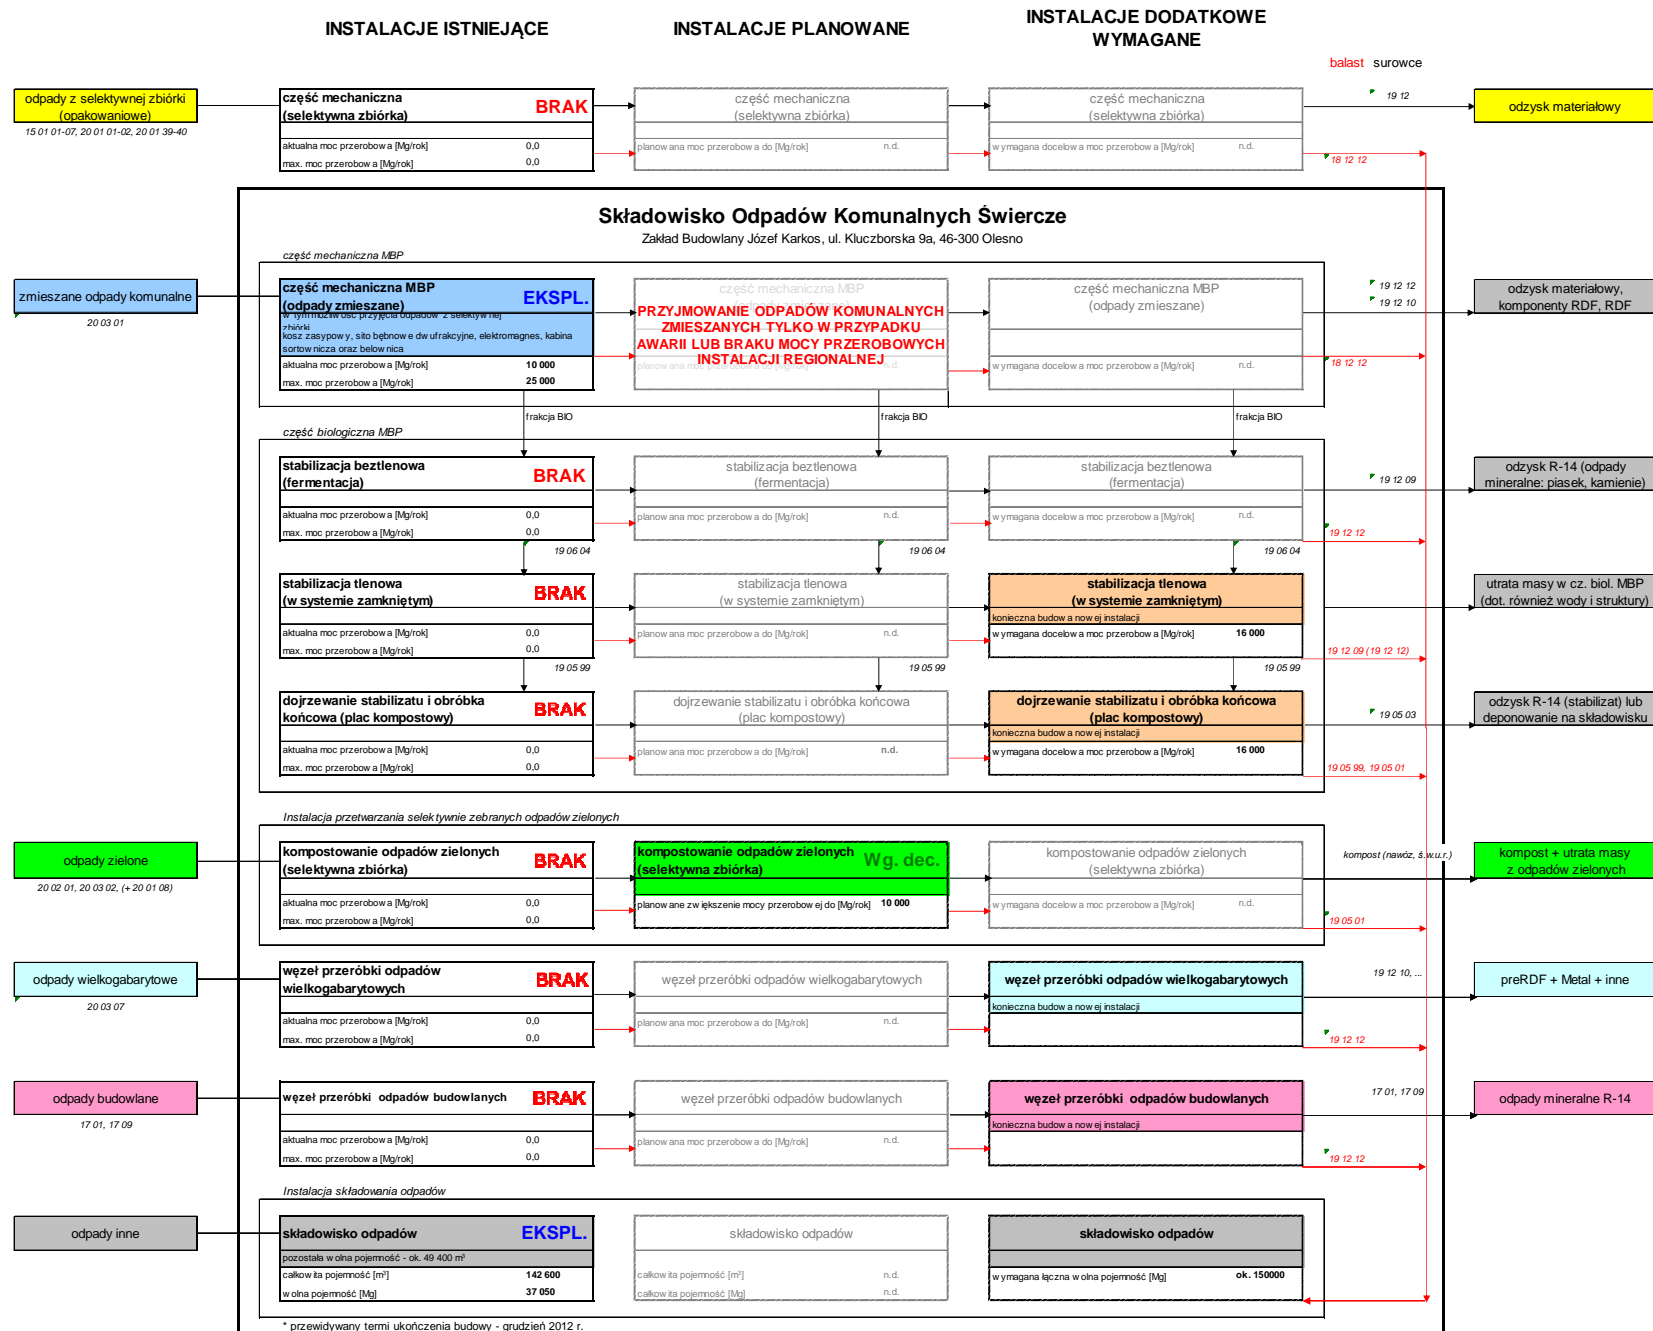 INSTALACJE ISTNIEJĄCE
INSTALACJE PLANOWANE
INSTALACJE DODATKOWE
WYMAGANE
balast surowce
odpady z selektywnej zbiórki
(opakowaniowe)
15 01 01-07, 20 01 01-02, 20 01 39-40
część mechaniczna
(selektywna zbiórka)
BRAK
aktualna moc przerobowa [Mg/rok] 0,0
max. moc przerobowa [Mg/rok] 0,0
część mechaniczna
(selektywna zbiórka)
planowana moc przerobowa do [Mg/rok] n.d.
część mechaniczna
(selektywna zbiórka)
wymagana docelowa moc przerobowa [Mg/rok] n.d.
19 12
18 12 12
odzysk materiałowy
Składowisko Odpadów Komunalnych Świercze
Zakład Budowlany Józef Karkos, ul. Kluczborska 9a, 46-300 Olesno
część mechaniczna MBP
zmieszane odpady komunalne
20 03 01
część mechaniczna MBP
(odpady zmieszane)
EKSPL.
w tym możliwość przyjęcia odpadów z selektywnej
zbiórki
kosz zasypowy, sito bębnowe dwufrakcyjne, elektromagnes, kabina
sortownicza oraz belownica
aktualna moc przerobowa [Mg/rok] 10 000
max. moc przerobowa [Mg/rok] 25 000
część mechaniczna MBP
(odpady zmieszane)
PRZYJMOWANIE ODPADÓW KOMUNALNYCH
ZMIESZANYCH TYLKO W PRZYPADKU
AWARII LUB BRAKU MOCY PRZEROBOWYCH
INSTALACJI REGIONALNEJ
planowana moc przerobowa do [Mg/rok] n.d.
część mechaniczna MBP
(odpady zmieszane)
wymagana docelowa moc przerobowa [Mg/rok] n.d.
19 12 12
19 12 10
18 12 12
odzysk materiałowy,
komponenty RDF, RDF
frakcja BIO
frakcja BIO
frakcja BIO
część biologiczna MBP
stabilizacja beztlenowa
(fermentacja)
BRAK
aktualna moc przerobowa [Mg/rok] 0,0
max. moc przerobowa [Mg/rok] 0,0
stabilizacja beztlenowa
(fermentacja)
planowana moc przerobowa do [Mg/rok] n.d.
stabilizacja beztlenowa
(fermentacja)
wymagana docelowa moc przerobowa [Mg/rok] n.d.
19 12 09
19 12 12
odzysk R-14 (odpady
mineralne: piasek, kamienie)
19 06 04
19 06 04
19 06 04
stabilizacja tlenowa
(w systemie zamkniętym)
BRAK
aktualna moc przerobowa [Mg/rok] 0,0
max. moc przerobowa [Mg/rok] 0,0
stabilizacja tlenowa
(w systemie zamkniętym)
planowana moc przerobowa do [Mg/rok] n.d.
stabilizacja tlenowa
(w systemie zamkniętym)
konieczna budowa nowej instalacji
wymagana docelowa moc przerobowa [Mg/rok] 16 000
19 12 09 (19 12 12)
utrata masy w cz. biol. MBP
(dot. również wody i struktury)
19 05 99
19 05 99
19 05 99
dojrzewanie stabilizatu i obróbka
końcowa (plac kompostowy)
BRAK
aktualna moc przerobowa [Mg/rok] 0,0
max. moc przerobowa [Mg/rok] 0,0
dojrzewanie stabilizatu i obróbka końcowa
(plac kompostowy)
planowana moc przerobowa do [Mg/rok] n.d.
dojrzewanie stabilizatu i obróbka końcowa
(plac kompostowy)
konieczna budowa nowej instalacji
wymagana docelowa moc przerobowa [Mg/rok] 16 000
19 05 03
19 05 99, 19 05 01
odzysk R-14 (stabilizat) lub
deponowanie na składowisku
Instalacja przetwarzania selektywnie zebranych odpadów zielonych
odpady zielone
20 02 01, 20 03 02, (+ 20 01 08)
kompostowanie odpadów zielonych
(selektywna zbiórka)
BRAK
aktualna moc przerobowa [Mg/rok] 0,0
max. moc przerobowa [Mg/rok] 0,0
kompostowanie odpadów zielonych
(selektywna zbiórka)
Wg. dec.
planowane zwiększenie mocy przerobowej do [Mg/rok] 10 000
kompostowanie odpadów zielonych
(selektywna zbiórka)
wymagana docelowa moc przerobowa [Mg/rok] n.d.
kompost (nawóz, ś.w.u.r.)
19 05 01
kompost + utrata masy
z odpadów zielonych
odpady wielkogabarytowe
20 03 07
węzeł przeróbki odpadów
wielkogabarytowych
BRAK
aktualna moc przerobowa [Mg/rok] 0,0
max. moc przerobowa [Mg/rok] 0,0
węzeł przeróbki odpadów wielkogabarytowych
planowana moc przerobowa do [Mg/rok] n.d.
węzeł przeróbki odpadów wielkogabarytowych
konieczna budowa nowej instalacji
19 12 10, ...
19 12 12
preRDF + Metal + inne
odpady budowlane
17 01, 17 09
węzeł przeróbki odpadów budowlanych
BRAK
aktualna moc przerobowa [Mg/rok] 0,0
max. moc przerobowa [Mg/rok] 0,0
węzeł przeróbki odpadów budowlanych
planowana moc przerobowa do [Mg/rok] n.d.
węzeł przeróbki odpadów budowlanych
konieczna budowa nowej instalacji
17 01, 17 09
19 12 12
odpady mineralne R-14
Instalacja składowania odpadów
odpady inne
składowisko odpadów
EKSPL.
pozostała wolna pojemność - ok. 49 400 m³
całkowita pojemność [m³] 142 600
wolna pojemność [Mg] 37 050
składowisko odpadów
całkowita pojemność [m³] n.d.
całkowita pojemność [Mg] n.d.
składowisko odpadów
wymagana łączna wolna pojemność [Mg] ok. 150000
* przewidywany termi ukończenia budowy - grudzień 2012 r.